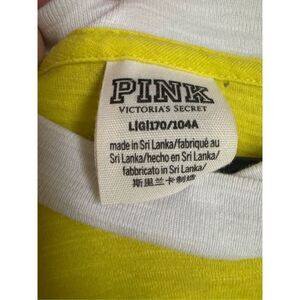 PINK
VICTORIA'S SECRET
L|G|170/104A
made in Sri Lanka/fabriqué au
Sri Lanka/hecho en Sri Lanka/
fabbricato in Sri Lanka/
斯里兰卡制造